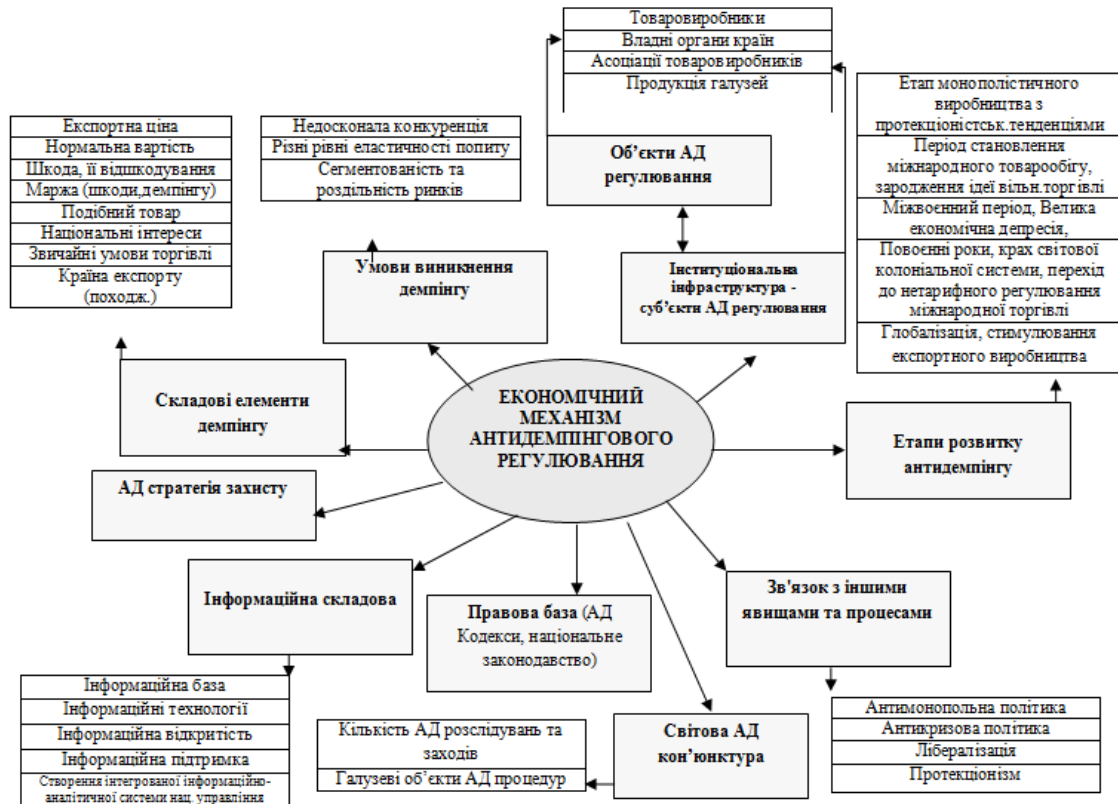 Товаровиробники
Владні органи країн
Асоціації товаровиробників
Продукція галузей
Етап монополістичного
виробництва з
протекціоністськ.тенденціями
Період становлення
міжнародного товарообігу,
зародження ідеї вільн.торгівлі
Міжвоєнний період, Велика
економічна депресія,
Повоєнні роки, крах світової
колоніальної системи, перехід
до нетарифного регулювання
міжнародної торгівлі
Глобалізація, стимулювання
експортного виробництва
Експортна ціна
Нормальна вартість
Шкода, її відшкодування
Маржа (шкоди,демпінгу)
Подібний товар
Національні інтереси
Звичайні умови торгівлі
Країна експорту
(походж.)
Недосконала конкуренція
Різні рівні еластичності попиту
Сегментованість та
роздільність ринків
Об’єкти АД
регулювання
Умови виникнення
демпінгу
Інституціональна
інфраструктура -
суб’єкти АД регулювання
Складові елементи
демпінгу
ЕКОНОМІЧНИЙ
МЕХАНІЗМ
АНТИДЕМПІНГОВОГО
РЕГУЛЮВАННЯ
Етапи розвитку
антидемпінгу
АД стратегія захисту
Інформаційна складова
Правова база (АД
Кодекси, національне
законодавство)
Зв'язок з іншими
явищами та процесами
Інформаційна база
Інформаційні технології
Інформаційна відкритість
Інформаційна підтримка
Створення інтегрованої інформаційно-
аналітичної системи нац. управління
Кількість АД розслідувань та
заходів
Галузеві об’єкти АД процедур
Світова АД
кон’юнктура
Антимонопольна політика
Антикризова політика
Лібералізація
Протекціонізм